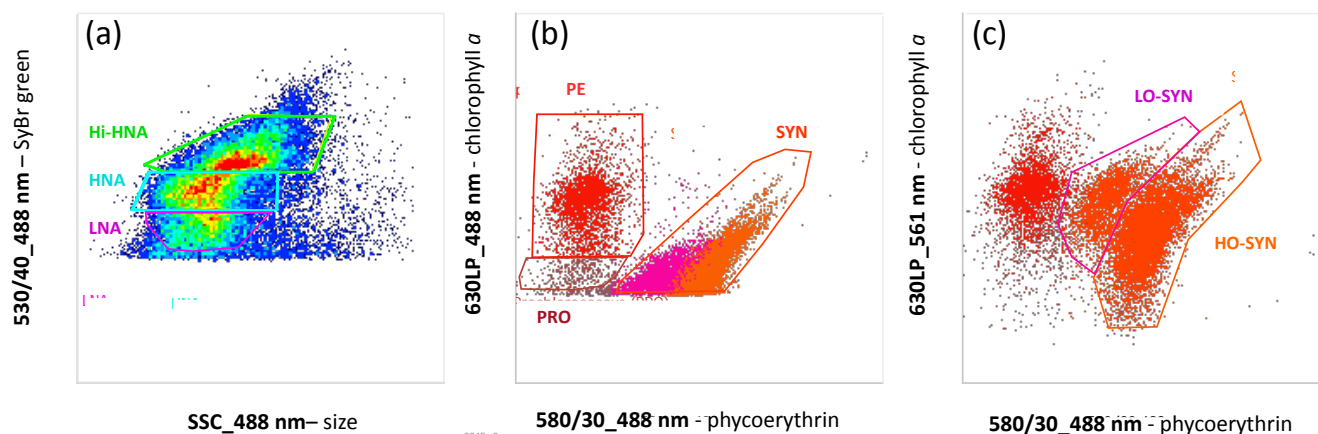 (a)
530/40_488 nm – SyBr green
Hi-HNA
HNA
LNA
SSC_488 nm– size
(b)
630LP_488 nm - chlorophyll a
PE
SYN
PRO
580/30_488 nm - phycoerythrin
(c)
630LP_561 nm - chlorophyll a
LO-SYN
HO-SYN
580/30_488 nm - phycoerythrin